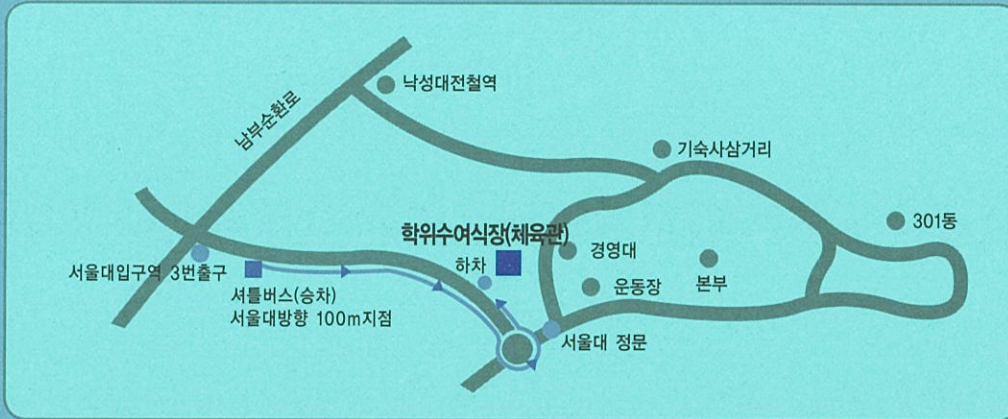 낙성대전철역
남부순환로
기숙사삼거리
301동
학위수여식장(체육관)
경영대
하차
서울대입구역 3번출구
본부
운동장
셔틀버스(승차)
서울대방향 100m지점
서울대 정문